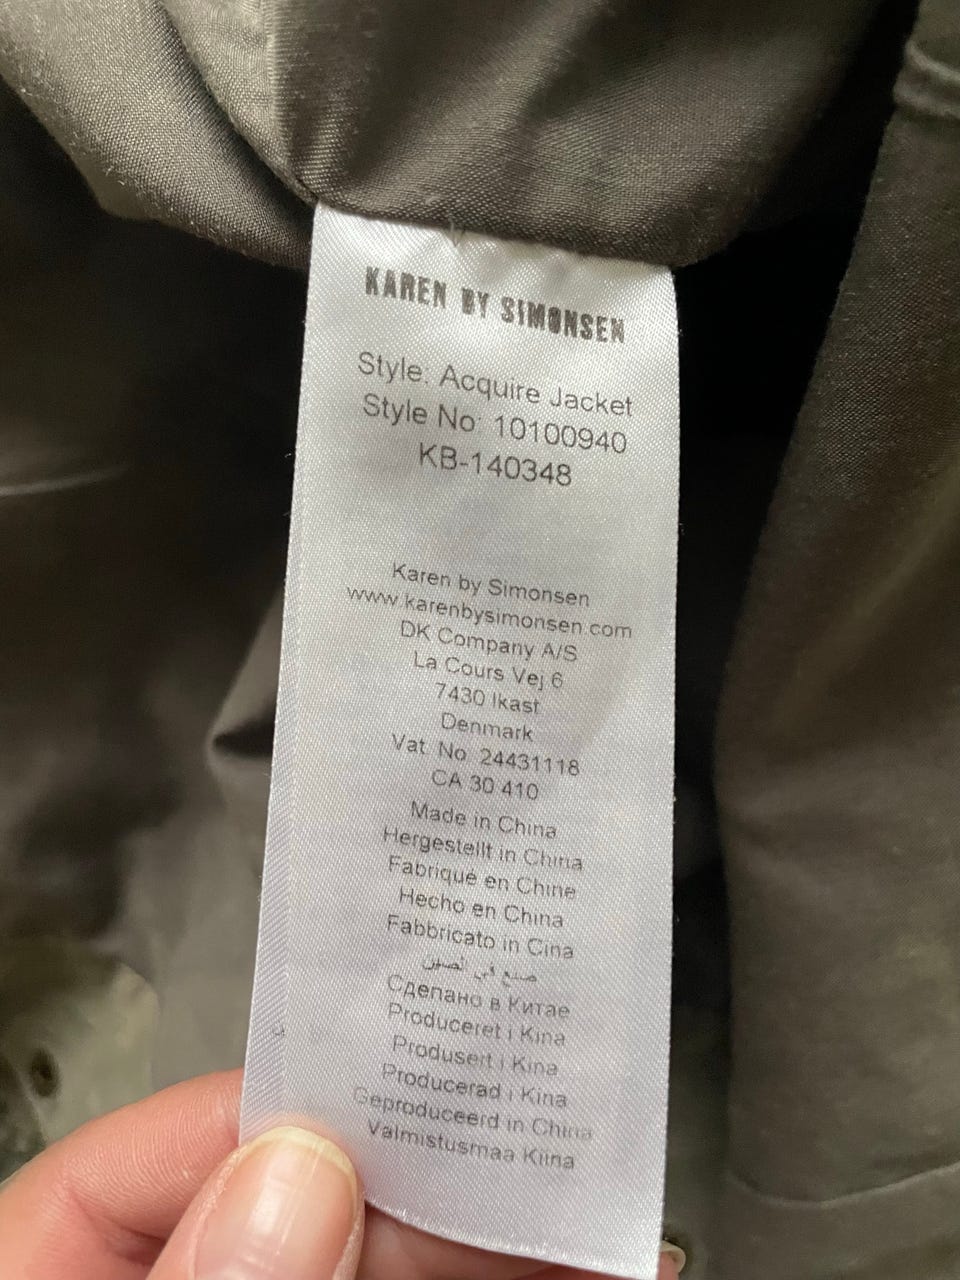 KAREN BY SIMONSEN
Style: Acquire Jacket
Style No: 10100940
KB-140348
Karen by Simonsen
www.karenbysimonsen.com
DK Company A/S
La Cours Vej 6
7430 Ikast
Denmark
Vat. No. 24431118
CA 30 410
Made in China
Hergestellt in China
Fabriqué en Chine
Hecho en China
Fabbricato in Cina
صنع في الصين
Сделано в Китае
Produceret i Kina
Produsert i Kina
Producerad i Kina
Geproduceerd in China
Valmistusmaa Kiina